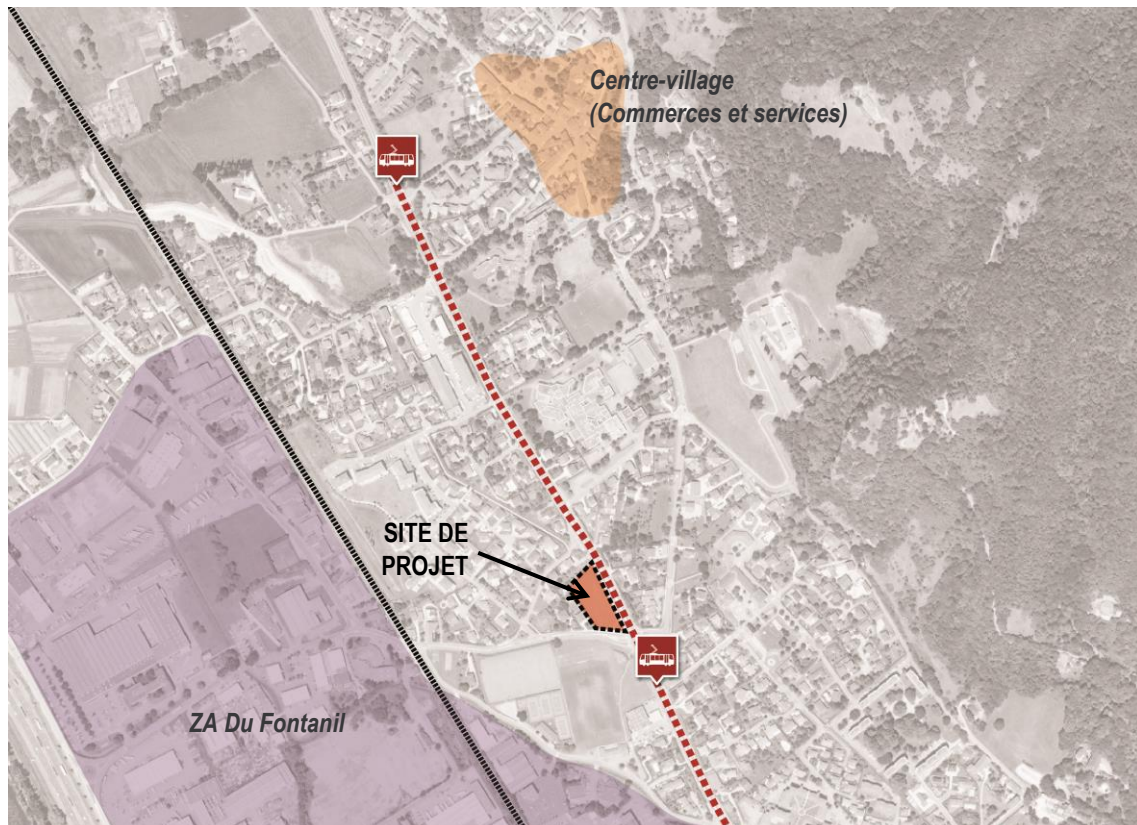 Centre-village
(Commerces et services)
SITE DE
PROJET
ZA Du Fontanil